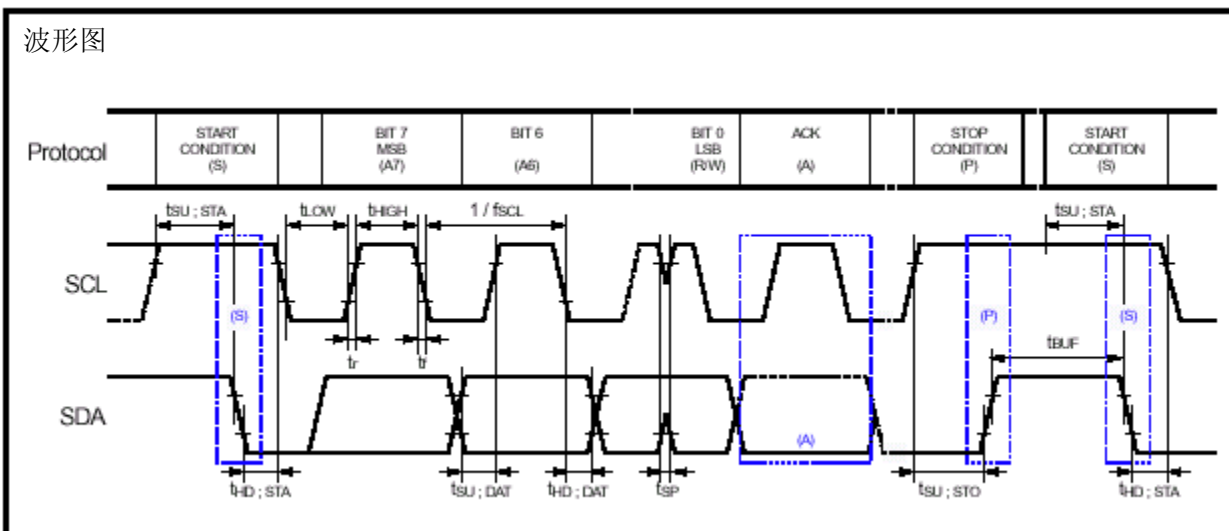 波形图
Protocol
START CONDITION (S)
BIT 7 MSB (A7)
BIT 6 (A6)
BIT 0 LSB (R/W)
ACK (A)
STOP CONDITION (P)
START CONDITION (S)
tSU ; STA
tLOW
tHIGH
1 / fSCL
tSU ; STA
SCL
(S)
(P)
(S)
tr
tf
tBUF
SDA
(A)
tHD ; STA
tSU ; DAT
tHD ; DAT
tSP
tSU ; STO
tHD ; STA